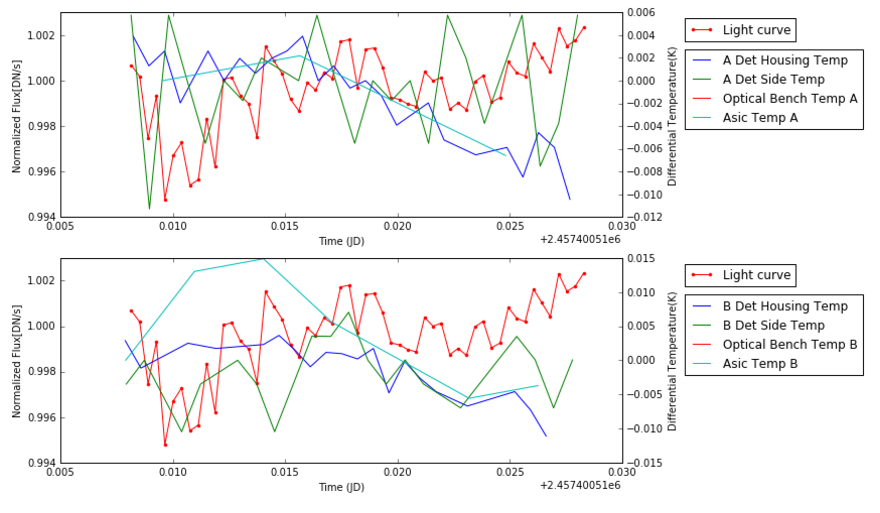 Normalized Flux[DN/s]
1.002
1.000
0.998
0.996
0.994
0.005
0.010
0.015
0.020
0.025
0.030
Time (JD)
+2.45740051e6
0.006
0.004
0.002
0.000
−0.002
−0.004
−0.006
−0.008
−0.010
−0.012
Differential Temperature(K)
Light curve
A Det Housing Temp
A Det Side Temp
Optical Bench Temp A
Asic Temp A
Normalized Flux[DN/s]
1.002
1.000
0.998
0.996
0.994
0.005
0.010
0.015
0.020
0.025
0.030
Time (JD)
+2.45740051e6
0.015
0.010
0.005
0.000
−0.005
−0.010
−0.015
Differential Temperature(K)
Light curve
B Det Housing Temp
B Det Side Temp
Optical Bench Temp B
Asic Temp B